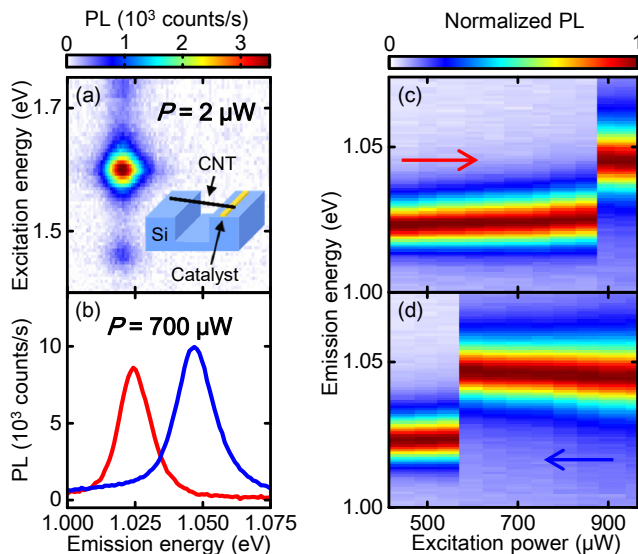 PL (10³ counts/s)
0 1 2 3
Normalized PL
0 1
(a)
P = 2 µW
CNT
Si
Catalyst
Excitation energy (eV)
1.7
1.5
(b)
P = 700 µW
PL (10³ counts/s)
10
5
0
1.000 1.025 1.050 1.075
Emission energy (eV)
(c)
1.05
1.00
(d)
1.05
1.00
Emission energy (eV)
500 700 900
Excitation power (µW)